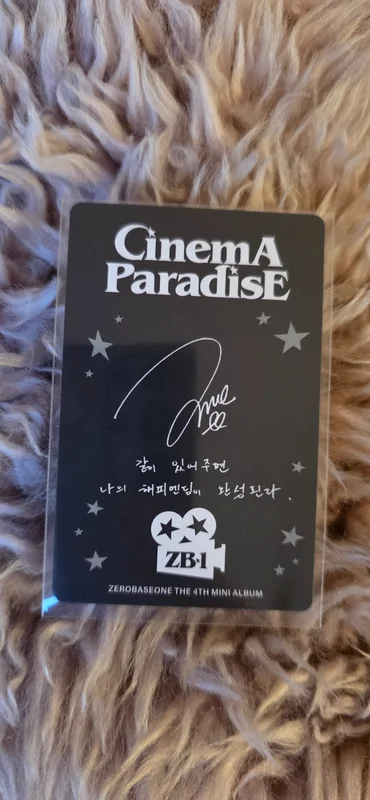 CinemA
ParadisE
같이 있어주면
나의 해피엔딩이 완성된다.
ZB1
ZEROBASEONE THE 4TH MINI ALBUM